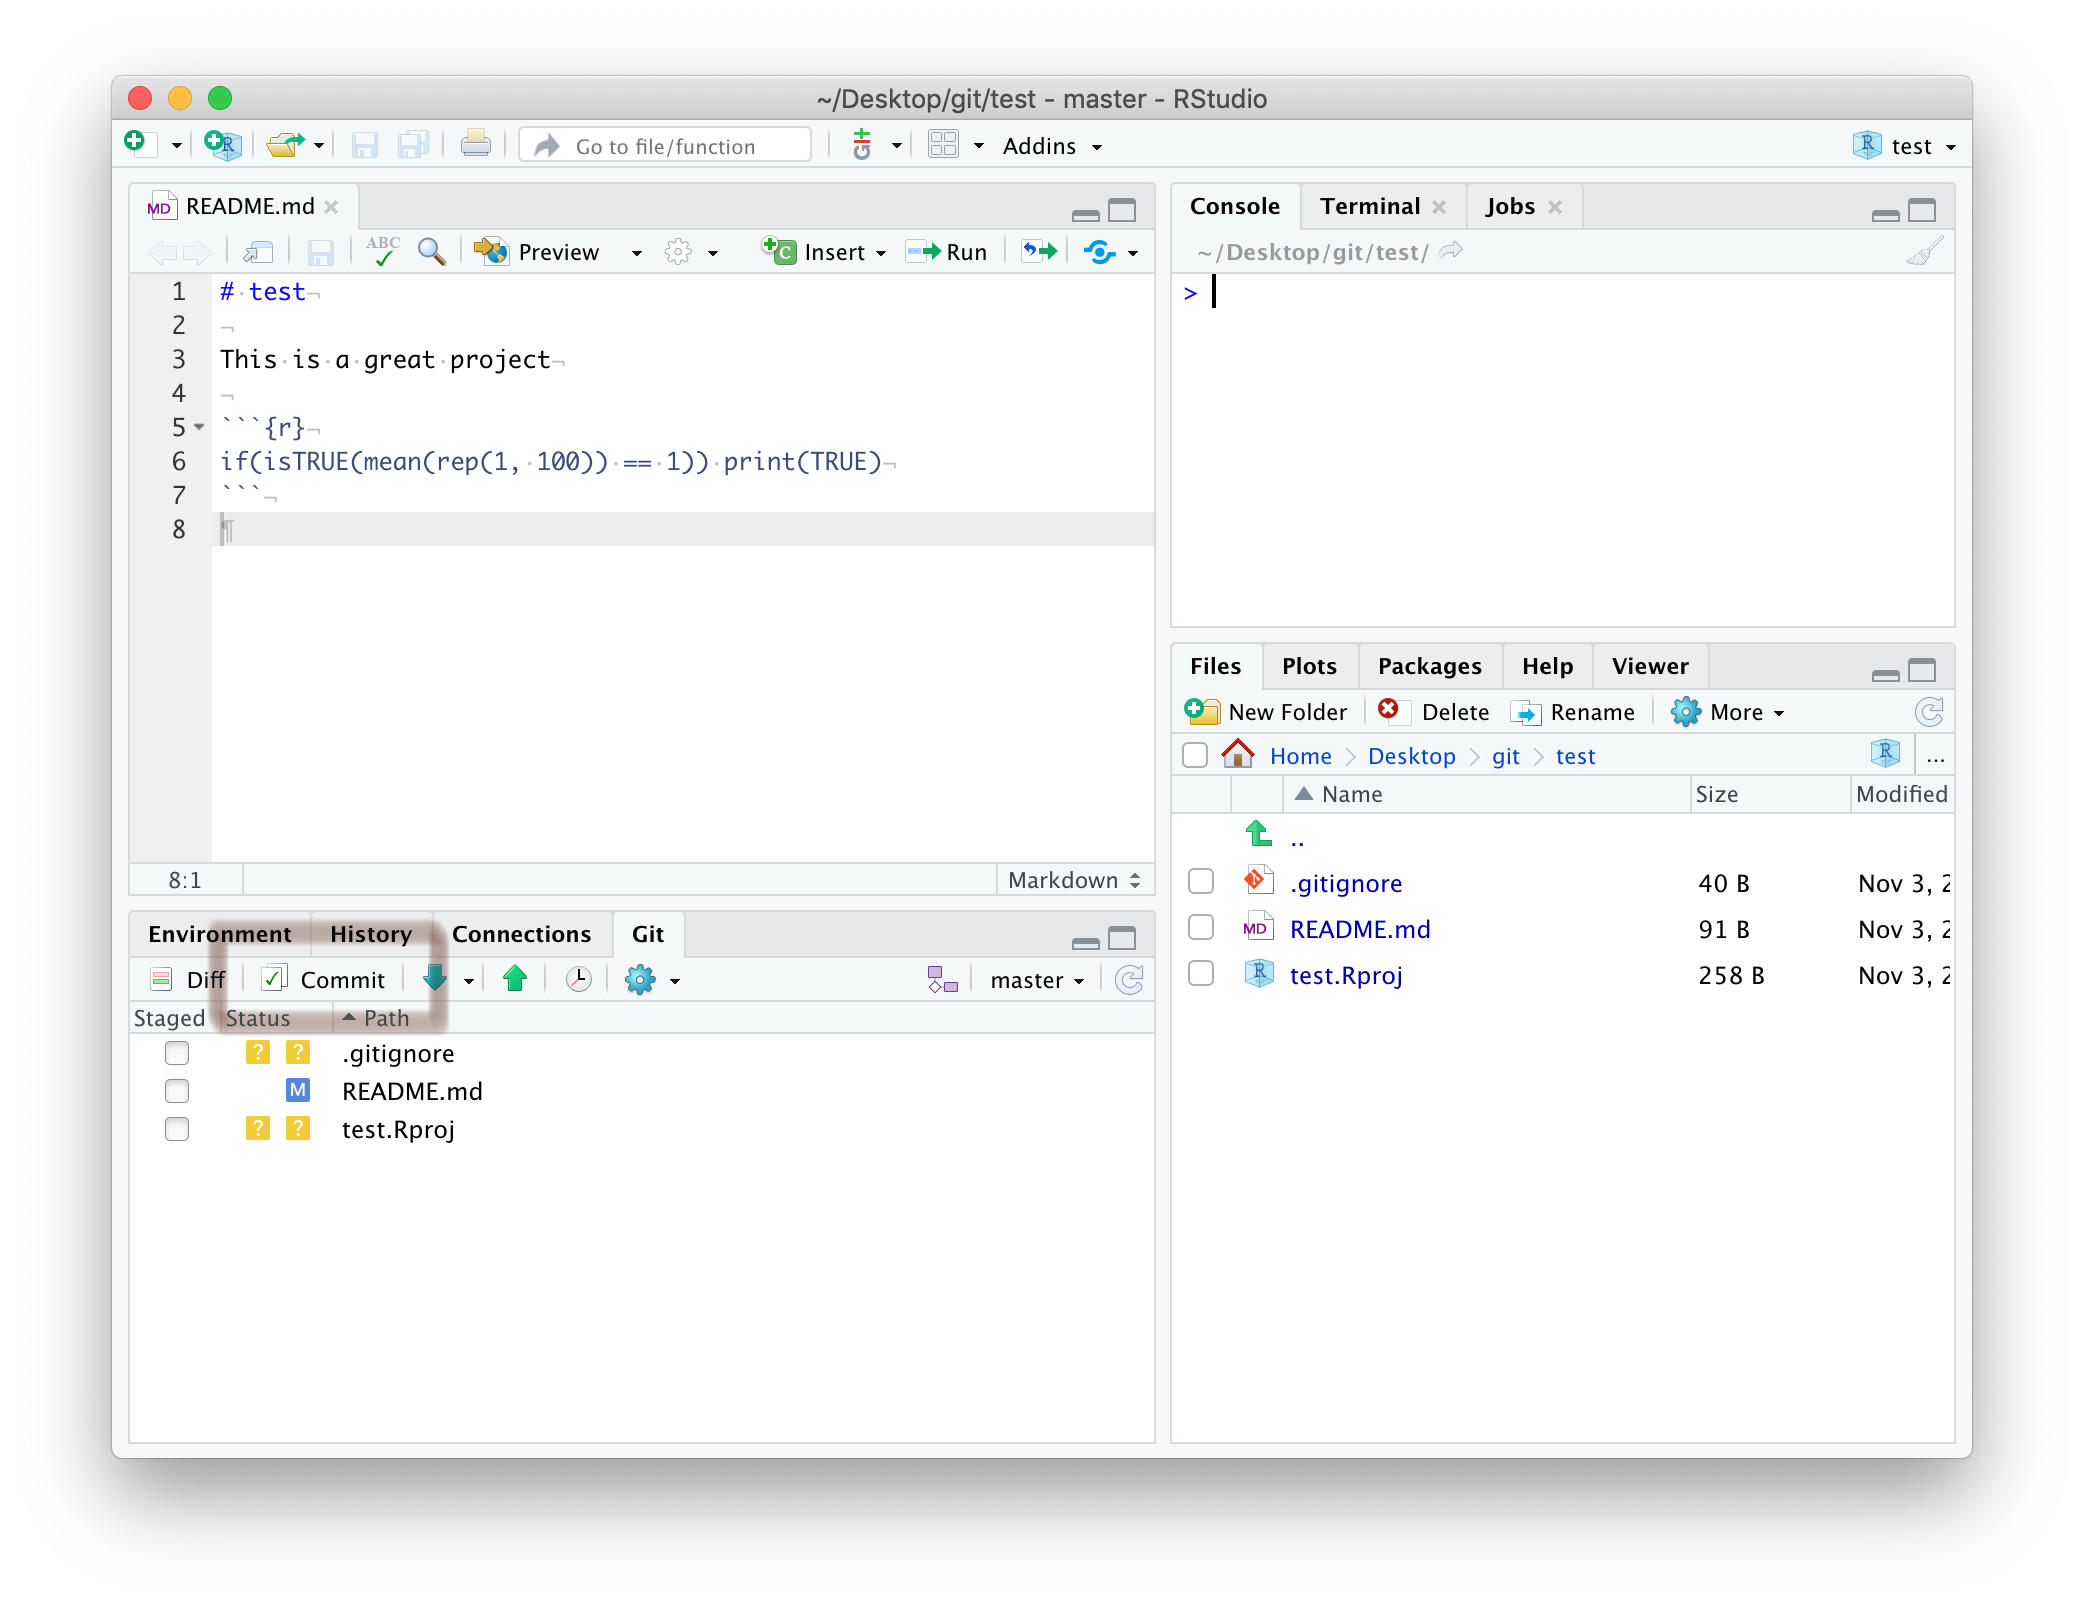 ~/Desktop/git/test - master - RStudio
Go to file/function
Addins
test
README.md
Preview
Insert
Run
1 # test
2
3 This is a great project
4
5 ```{r}
6 if(isTRUE(mean(rep(1, 100)) == 1)) print(TRUE)
7 ```
8
8:1
Markdown
Environment History Connections Git
Diff Commit
master
Staged Status Path
? ? .gitignore
M README.md
? ? test.Rproj
Console Terminal Jobs
~/Desktop/git/test/
>
Files Plots Packages Help Viewer
New Folder Delete Rename More
Home Desktop git test ...
Name Size Modified
..
.gitignore 40 B Nov 3, 2
README.md 91 B Nov 3, 2
test.Rproj 258 B Nov 3, 2